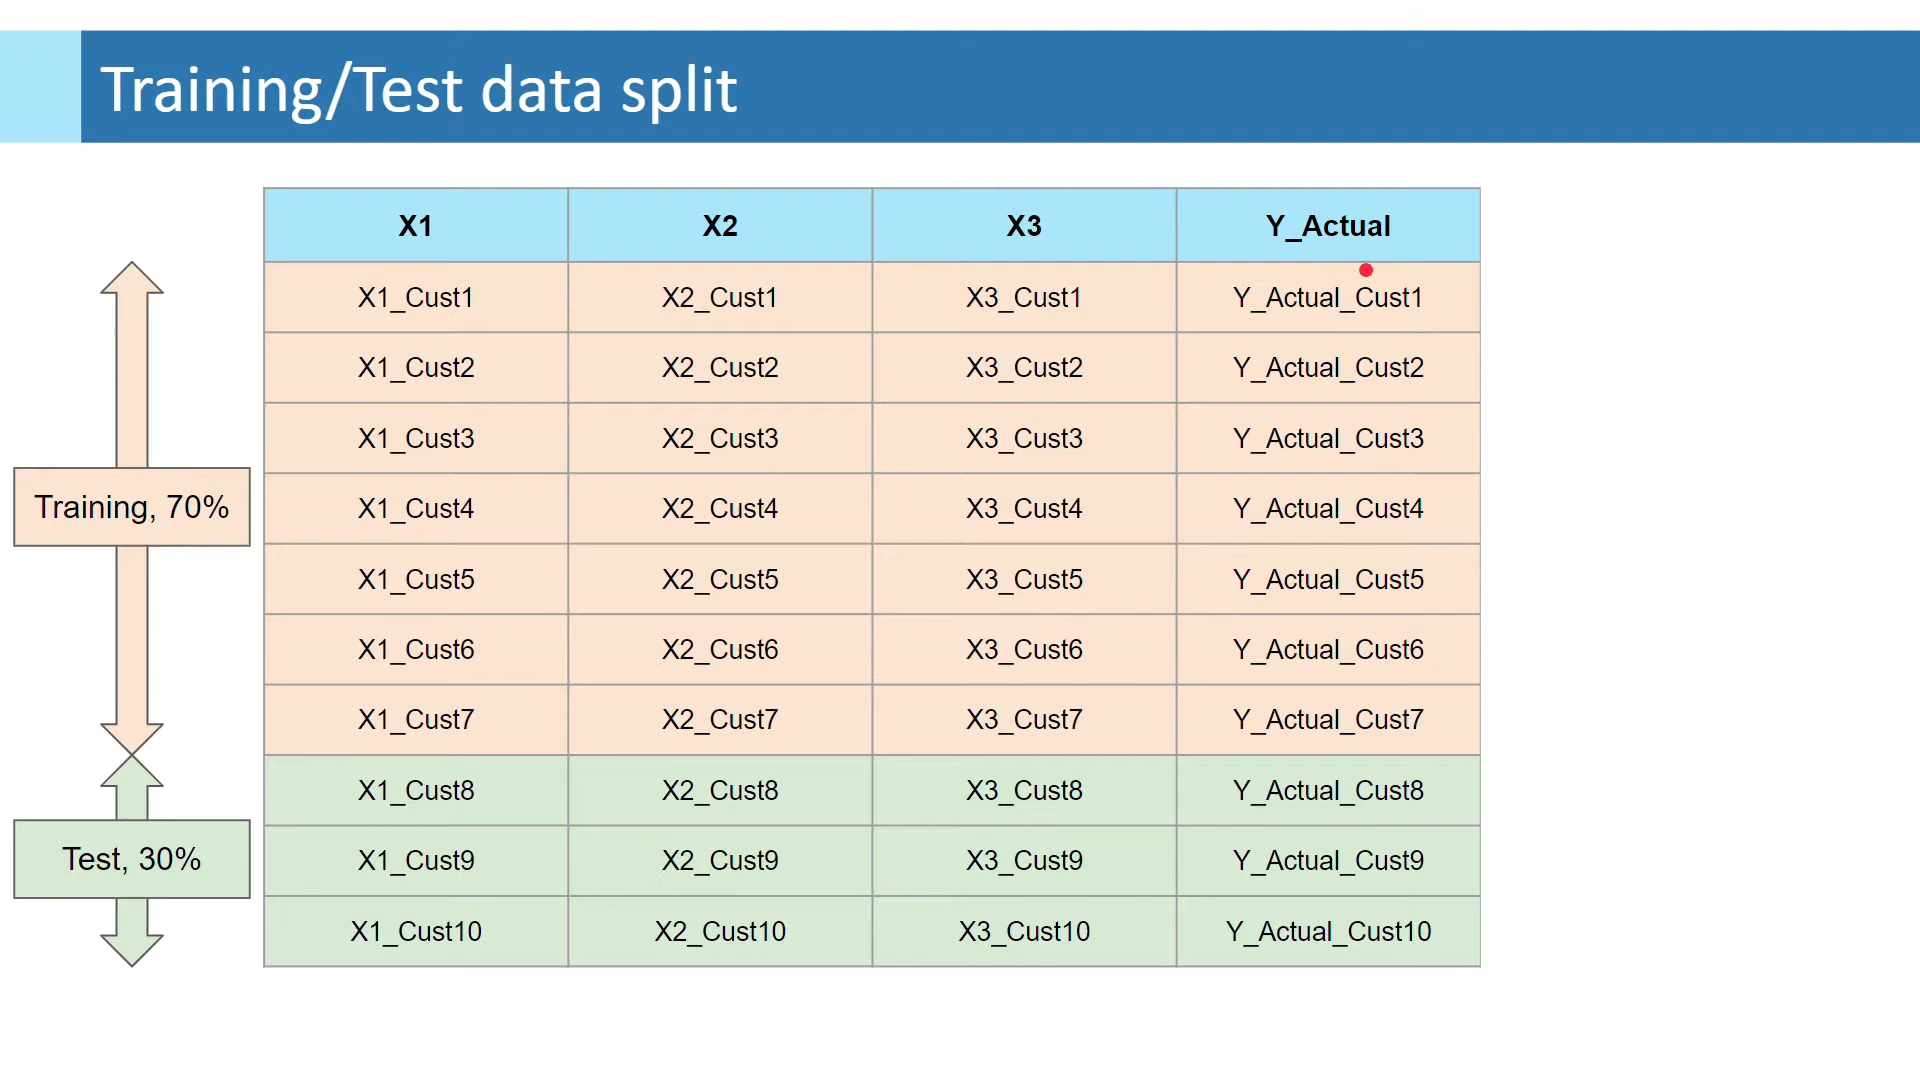 Training/Test data split
X1 X2 X3 Y_Actual
X1_Cust1 X2_Cust1 X3_Cust1 Y_Actual_Cust1
X1_Cust2 X2_Cust2 X3_Cust2 Y_Actual_Cust2
X1_Cust3 X2_Cust3 X3_Cust3 Y_Actual_Cust3
Training, 70% X1_Cust4 X2_Cust4 X3_Cust4 Y_Actual_Cust4
X1_Cust5 X2_Cust5 X3_Cust5 Y_Actual_Cust5
X1_Cust6 X2_Cust6 X3_Cust6 Y_Actual_Cust6
X1_Cust7 X2_Cust7 X3_Cust7 Y_Actual_Cust7
X1_Cust8 X2_Cust8 X3_Cust8 Y_Actual_Cust8
Test, 30% X1_Cust9 X2_Cust9 X3_Cust9 Y_Actual_Cust9
X1_Cust10 X2_Cust10 X3_Cust10 Y_Actual_Cust10